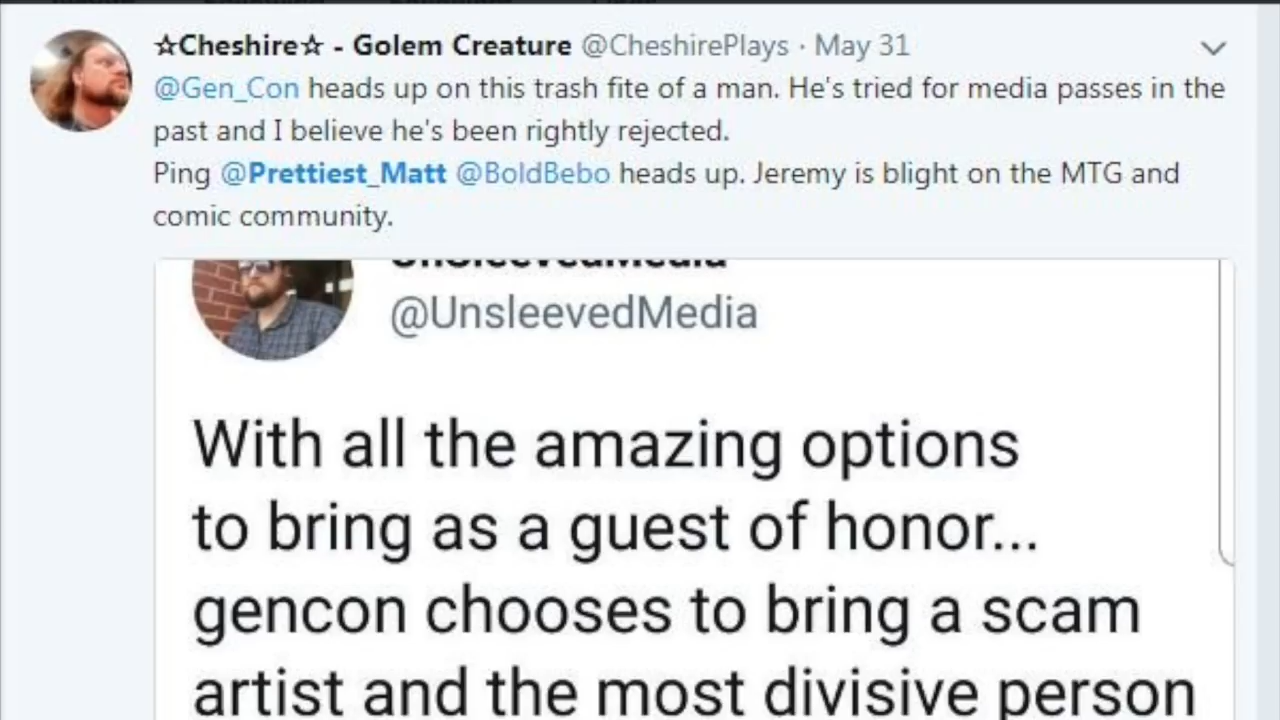 ☆Cheshire☆ - Golem Creature @CheshirePlays · May 31
@Gen_Con heads up on this trash fite of a man. He's tried for media passes in the
past and I believe he's been rightly rejected.
Ping @Prettiest_Matt @BoldBebo heads up. Jeremy is blight on the MTG and
comic community.
UnsleevedMedia
@UnsleevedMedia
With all the amazing options
to bring as a guest of honor...
gencon chooses to bring a scam
artist and the most divisive person